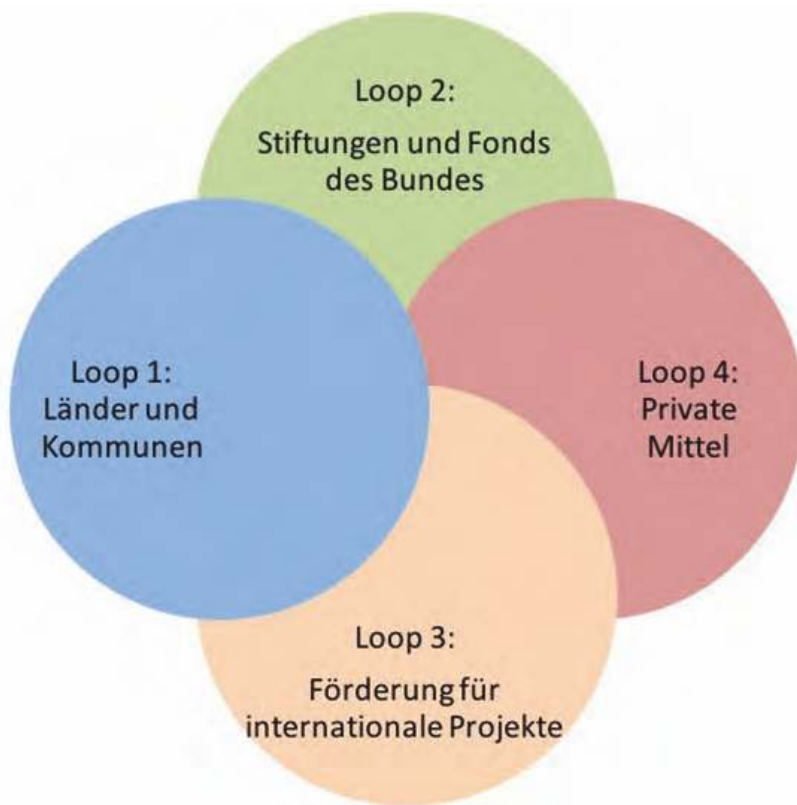 Loop 2:
Stiftungen und Fonds
des Bundes
Loop 1:
Länder und
Kommunen
Loop 4:
Private
Mittel
Loop 3:
Förderung für
internationale Projekte